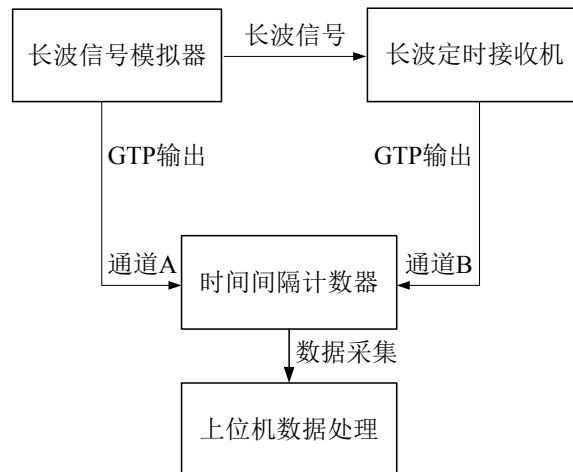 长波信号模拟器
长波信号
长波定时接收机
GTP输出
GTP输出
通道A
时间间隔计数器
通道B
数据采集
上位机数据处理